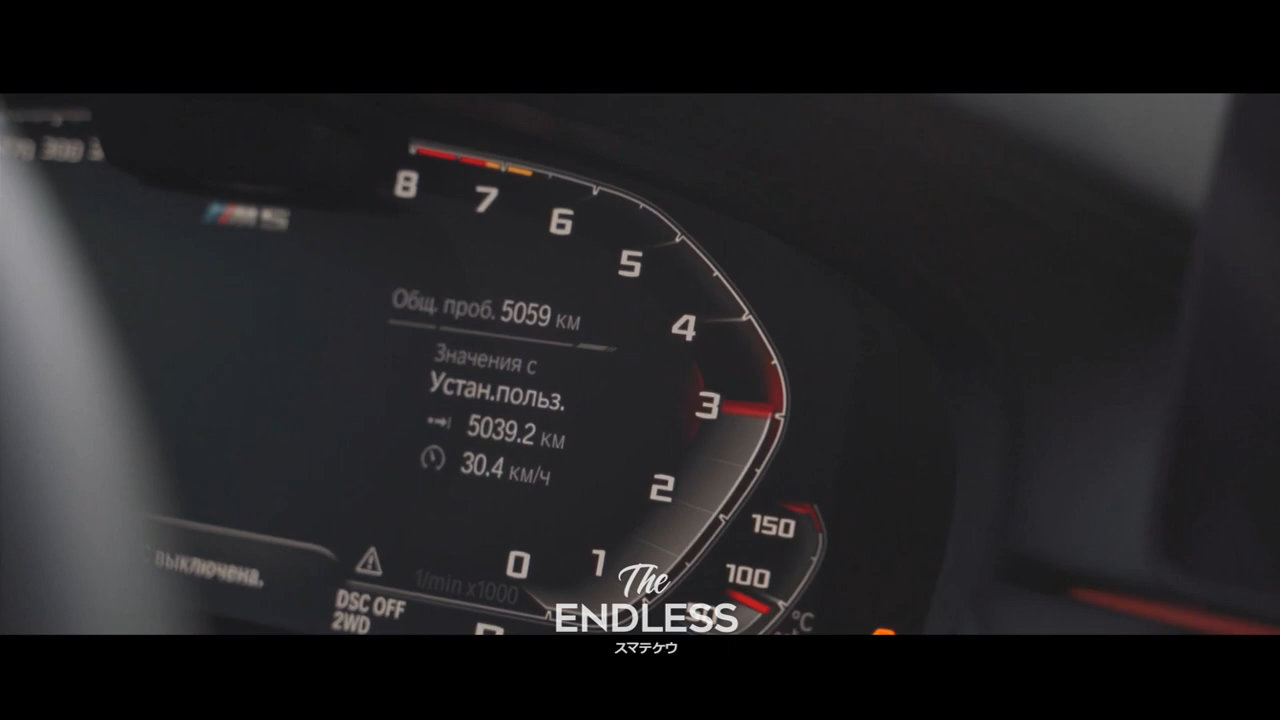 M5
8
7
6
5
4
3
2
1
0
Общ. проб. 5059 км
Значения с
Устан.польз.
5039.2 км
30.4 км/ч
150
100
50
°C
выключена.
1/min x1000
DSC OFF
2WD
The
ENDLESS
スマテケウ